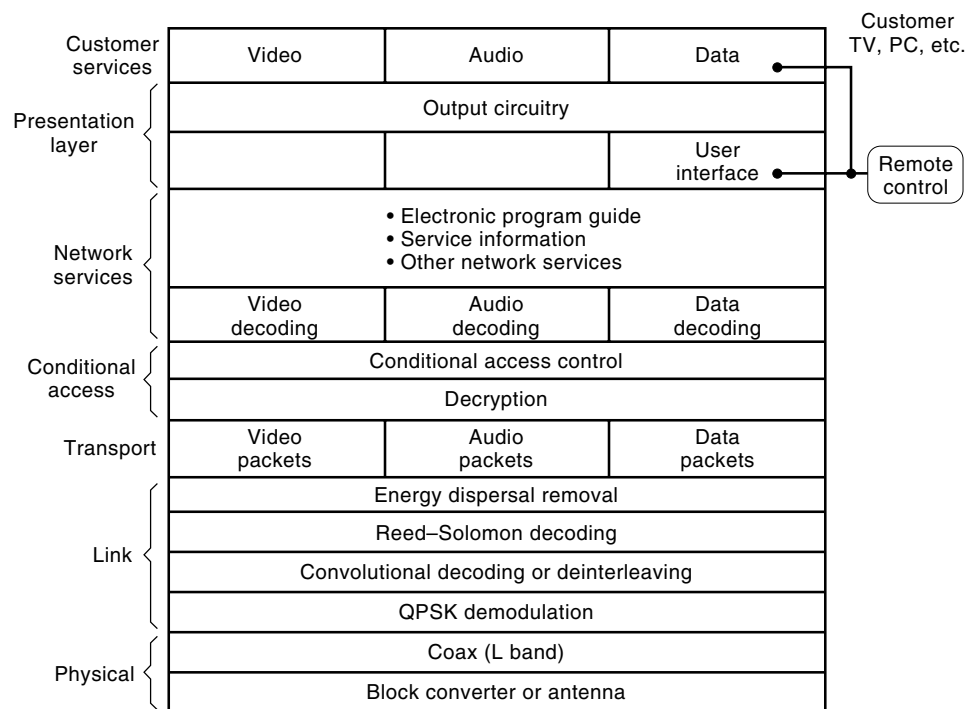 Customer
TV, PC, etc.
Customer
services
Video
Audio
Data
Presentation
layer
Output circuitry
User
interface
Remote
control
Network
services
• Electronic program guide
• Service information
• Other network services
Video
decoding
Audio
decoding
Data
decoding
Conditional
access
Conditional access control
Decryption
Transport
Video
packets
Audio
packets
Data
packets
Link
Energy dispersal removal
Reed–Solomon decoding
Convolutional decoding or deinterleaving
QPSK demodulation
Physical
Coax (L band)
Block converter or antenna